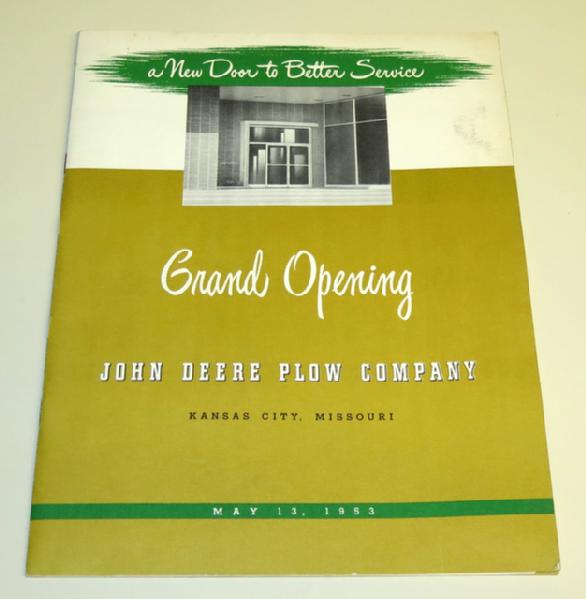 a New Door to Better Service
Grand Opening
JOHN DEERE PLOW COMPANY
KANSAS CITY, MISSOURI
MAY 13, 1953